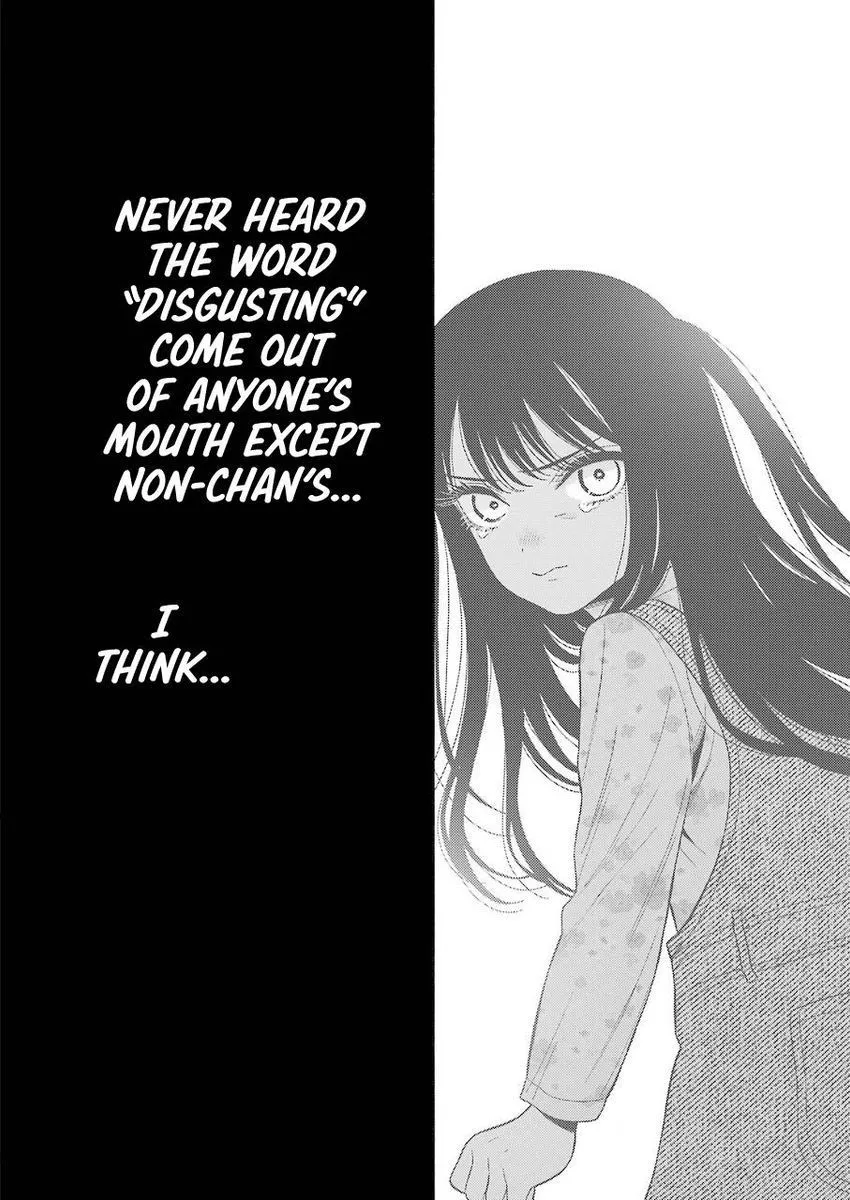 NEVER HEARD
THE WORD
"DISGUSTING"
COME OUT
OF ANYONE'S
MOUTH EXCEPT
NON-CHAN'S...
I
THINK...